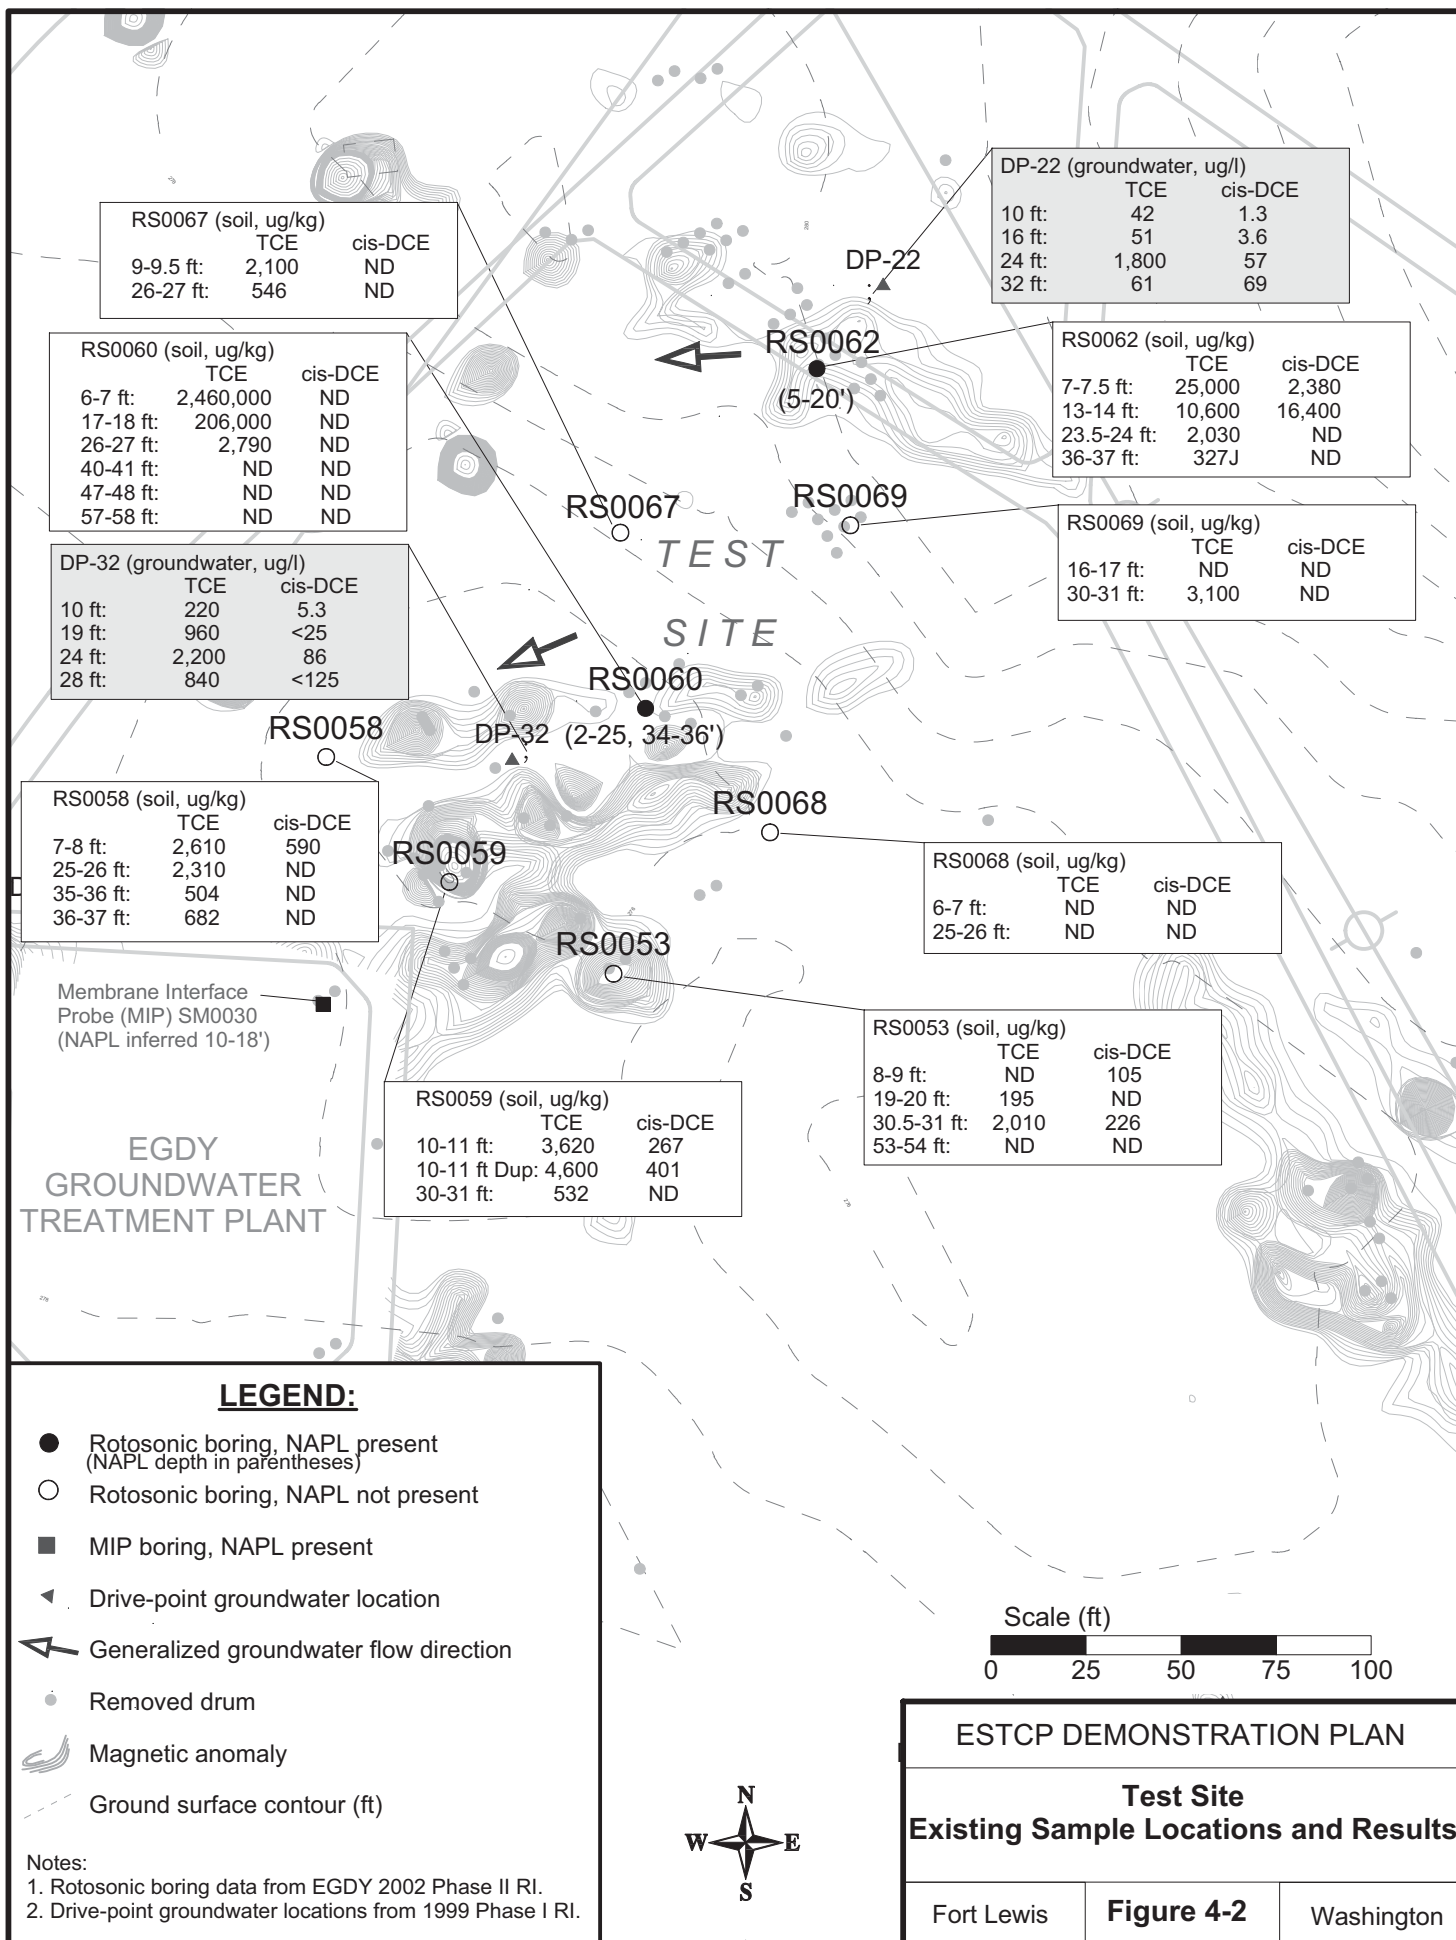 DP-22 (groundwater, ug/l)
TCE cis-DCE
10 ft: 42 1.3
16 ft: 51 3.6
24 ft: 1,800 57
32 ft: 61 69
RS0067 (soil, ug/kg)
TCE cis-DCE
9-9.5 ft: 2,100 ND
26-27 ft: 546 ND
DP-22
RS0062
(5-20')
RS0062 (soil, ug/kg)
TCE cis-DCE
7-7.5 ft: 25,000 2,380
13-14 ft: 10,600 16,400
23.5-24 ft: 2,030 ND
36-37 ft: 327J ND
RS0060 (soil, ug/kg)
TCE cis-DCE
6-7 ft: 2,460,000 ND
17-18 ft: 206,000 ND
26-27 ft: 2,790 ND
40-41 ft: ND ND
47-48 ft: ND ND
57-58 ft: ND ND
RS0067
RS0069
RS0069 (soil, ug/kg)
TCE cis-DCE
16-17 ft: ND ND
30-31 ft: 3,100 ND
TEST
SITE
DP-32 (groundwater, ug/l)
TCE cis-DCE
10 ft: 220 5.3
19 ft: 960 <25
24 ft: 2,200 86
28 ft: 840 <125
RS0060
RS0058
DP-32 (2-25, 34-36')
RS0058 (soil, ug/kg)
TCE cis-DCE
7-8 ft: 2,610 590
25-26 ft: 2,310 ND
35-36 ft: 504 ND
36-37 ft: 682 ND
RS0068
RS0059
RS0068 (soil, ug/kg)
TCE cis-DCE
6-7 ft: ND ND
25-26 ft: ND ND
RS0053
Membrane Interface
Probe (MIP) SM0030
(NAPL inferred 10-18')
RS0053 (soil, ug/kg)
TCE cis-DCE
8-9 ft: ND 105
19-20 ft: 195 ND
30.5-31 ft: 2,010 226
53-54 ft: ND ND
RS0059 (soil, ug/kg)
TCE cis-DCE
10-11 ft: 3,620 267
10-11 ft Dup: 4,600 401
30-31 ft: 532 ND
EGDY
GROUNDWATER
TREATMENT PLANT
LEGEND:
Rotosonic boring, NAPL present
(NAPL depth in parentheses)
Rotosonic boring, NAPL not present
MIP boring, NAPL present
Drive-point groundwater location
Generalized groundwater flow direction
Removed drum
Magnetic anomaly
Ground surface contour (ft)
Notes:
1. Rotosonic boring data from EGDY 2002 Phase II RI.
2. Drive-point groundwater locations from 1999 Phase I RI.
Scale (ft)
0 25 50 75 100
N
W E
S
ESTCP DEMONSTRATION PLAN
Test Site
Existing Sample Locations and Results
Fort Lewis Figure 4-2 Washington